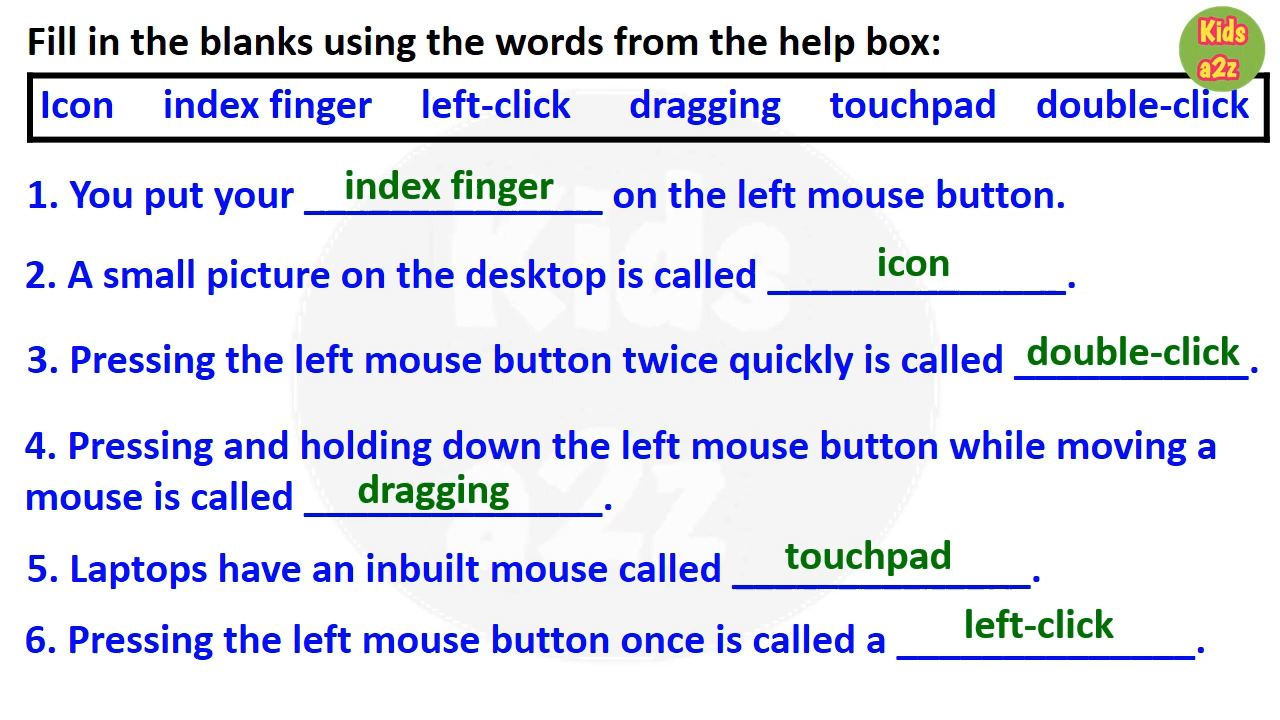 Fill in the blanks using the words from the help box:
Kids
a2z
Icon index finger left-click dragging touchpad double-click
1. You put your index finger on the left mouse button.
2. A small picture on the desktop is called icon.
3. Pressing the left mouse button twice quickly is called double-click.
4. Pressing and holding down the left mouse button while moving a
mouse is called dragging.
5. Laptops have an inbuilt mouse called touchpad.
6. Pressing the left mouse button once is called a left-click.
Kids
a2z